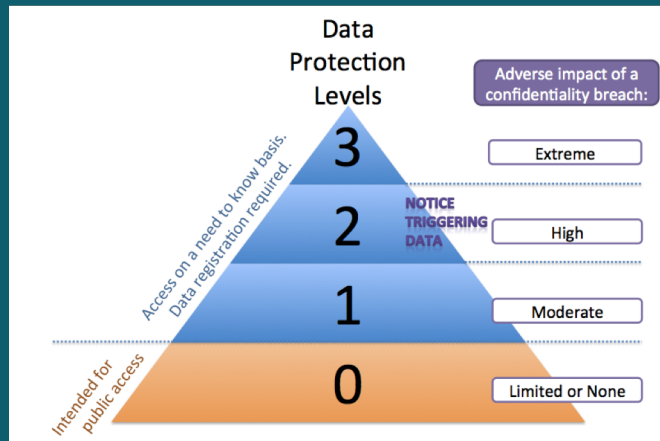 Data
Protection
Levels
Adverse impact of a
confidentiality breach:
Access on a need to know basis.
Data registration required.
3
Extreme
NOTICE
TRIGGERING
DATA
2
High
1
Moderate
Intended for
public access
0
Limited or None